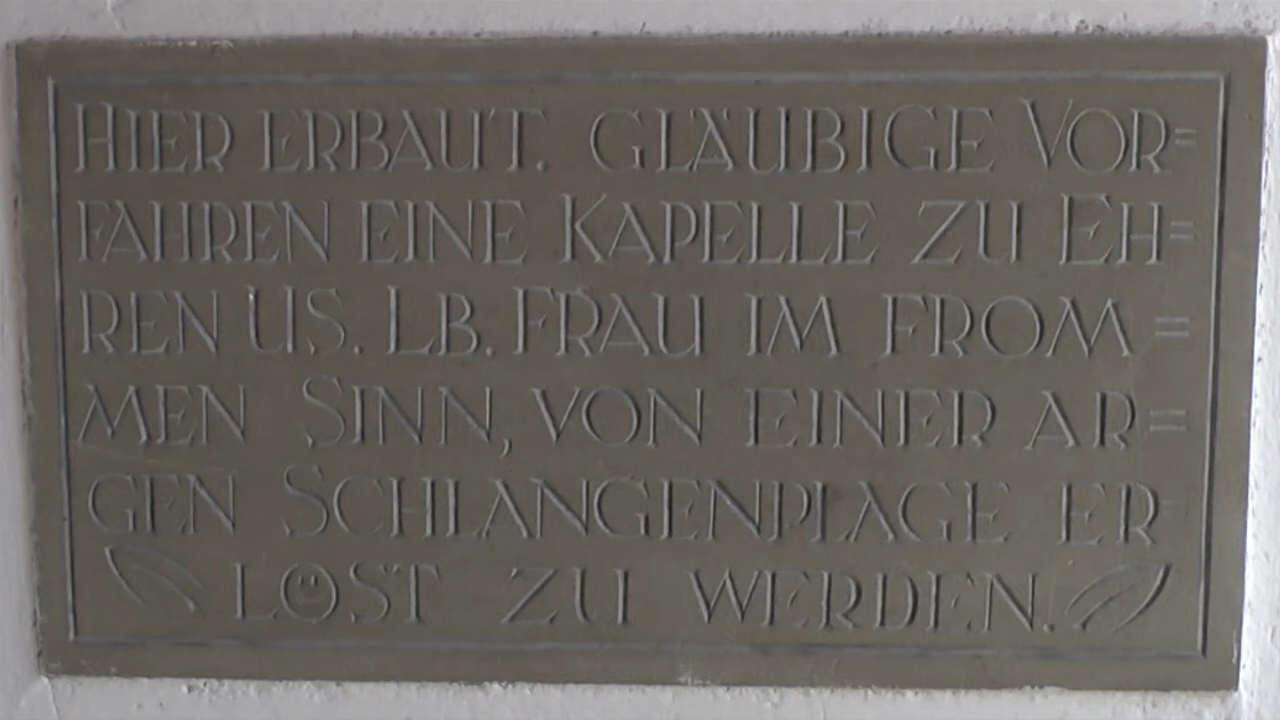 HIER ERBAUT. GLÄUBIGE VOR=
FAHREN EINE KAPELLE ZU EH=
REN US. LB. FRAU IM FROM=
MEN SINN, VON EINER AR=
GEN SCHLANGENPLAGE ER=
LÖST ZU WERDEN.